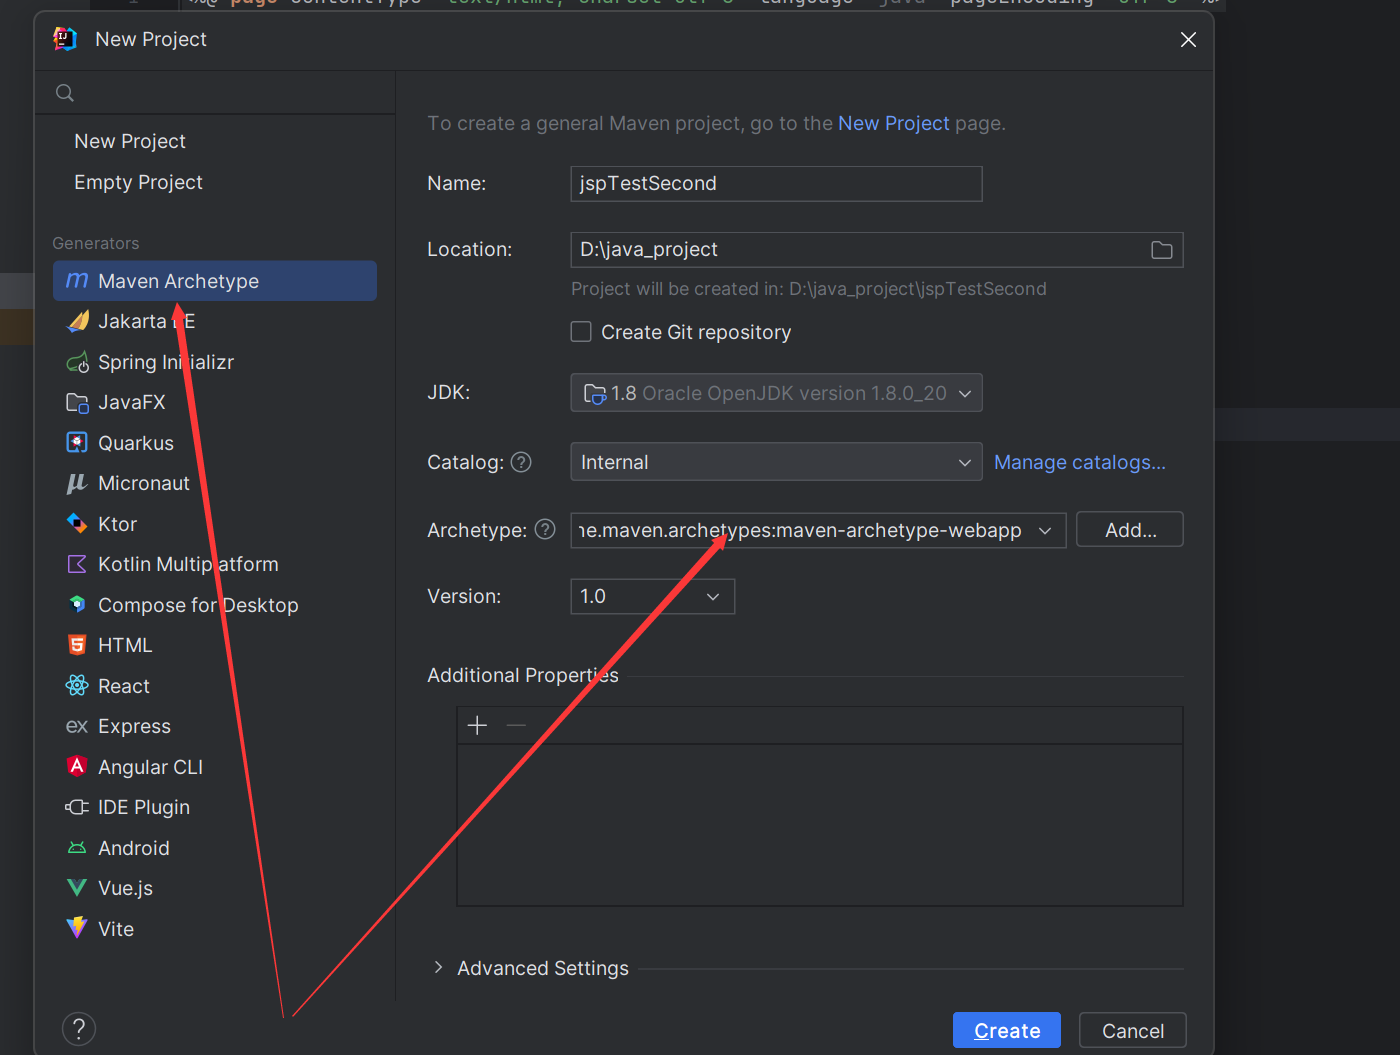 New Project
New Project
Empty Project
Generators
Maven Archetype
Jakarta EE
Spring Initializr
JavaFX
Quarkus
Micronaut
Ktor
Kotlin Multiplatform
Compose for Desktop
HTML
React
Express
Angular CLI
IDE Plugin
Android
Vue.js
Vite
To create a general Maven project, go to the New Project page.
Name: jspTestSecond
Location: D:\java_project
Project will be created in: D:\java_project\jspTestSecond
Create Git repository
JDK: 1.8 Oracle OpenJDK version 1.8.0_20
Catalog: ? Internal Manage catalogs...
Archetype: ? ne.maven.archetypes:maven-archetype-webapp Add...
Version: 1.0
Additional Properties
Advanced Settings
? Create Cancel